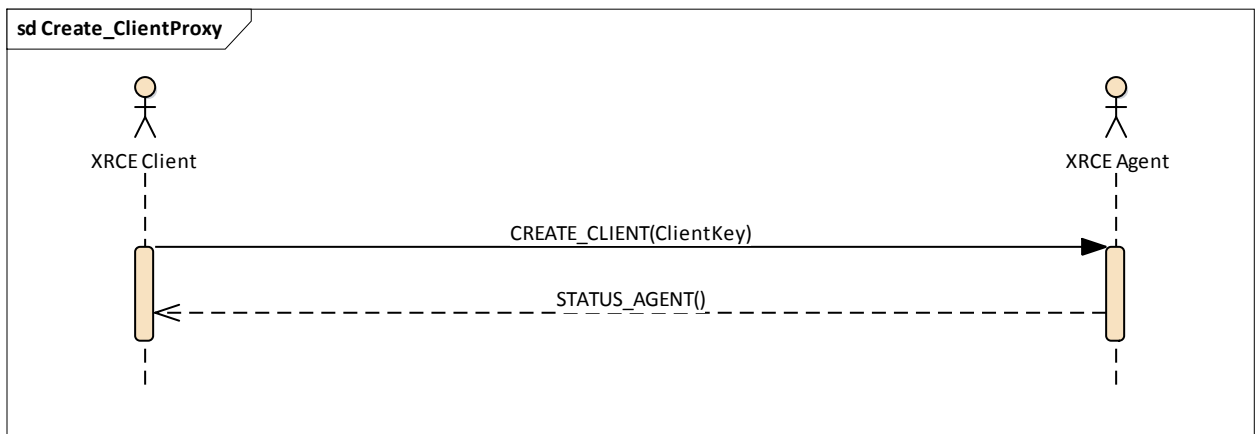 sd Create_ClientProxy
XRCE Client
XRCE Agent
CREATE_CLIENT(ClientKey)
STATUS_AGENT()